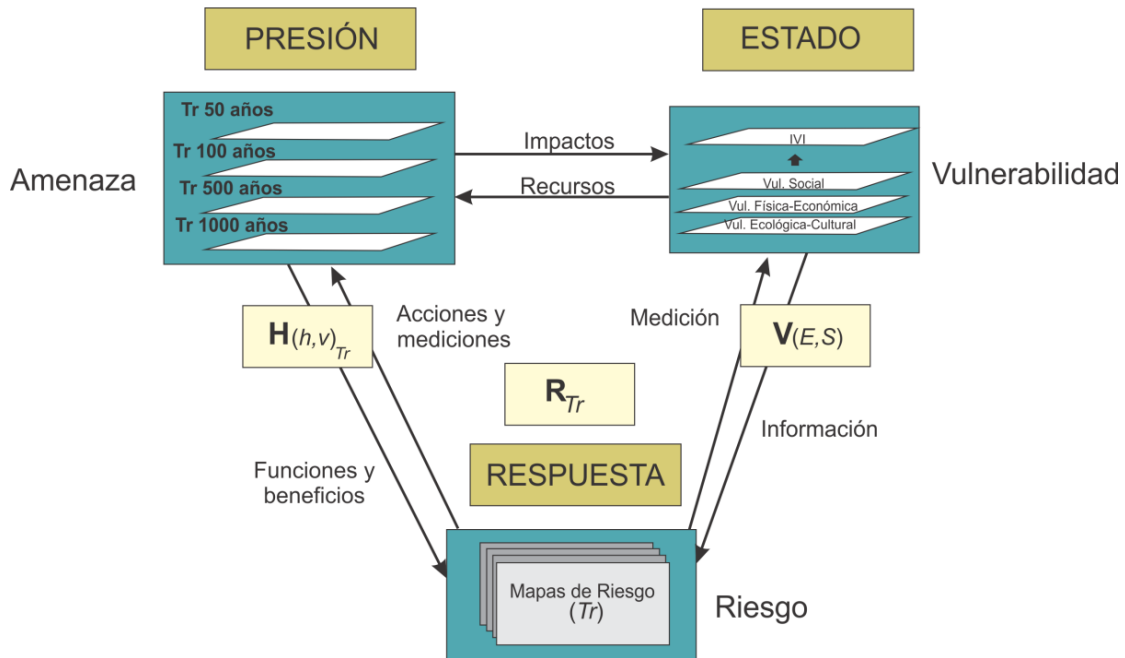 PRESIÓN
ESTADO
Amenaza
Tr 50 años
Tr 100 años
Tr 500 años
Tr 1000 años
Impactos
Recursos
IVI
Vul. Social
Vul. Física-Económica
Vul. Ecológica-Cultural
Vulnerabilidad
H(h,v)Tr
Acciones y
mediciones
Medición
V(E,S)
RTr
Funciones y
beneficios
RESPUESTA
Información
Mapas de Riesgo
(Tr)
Riesgo